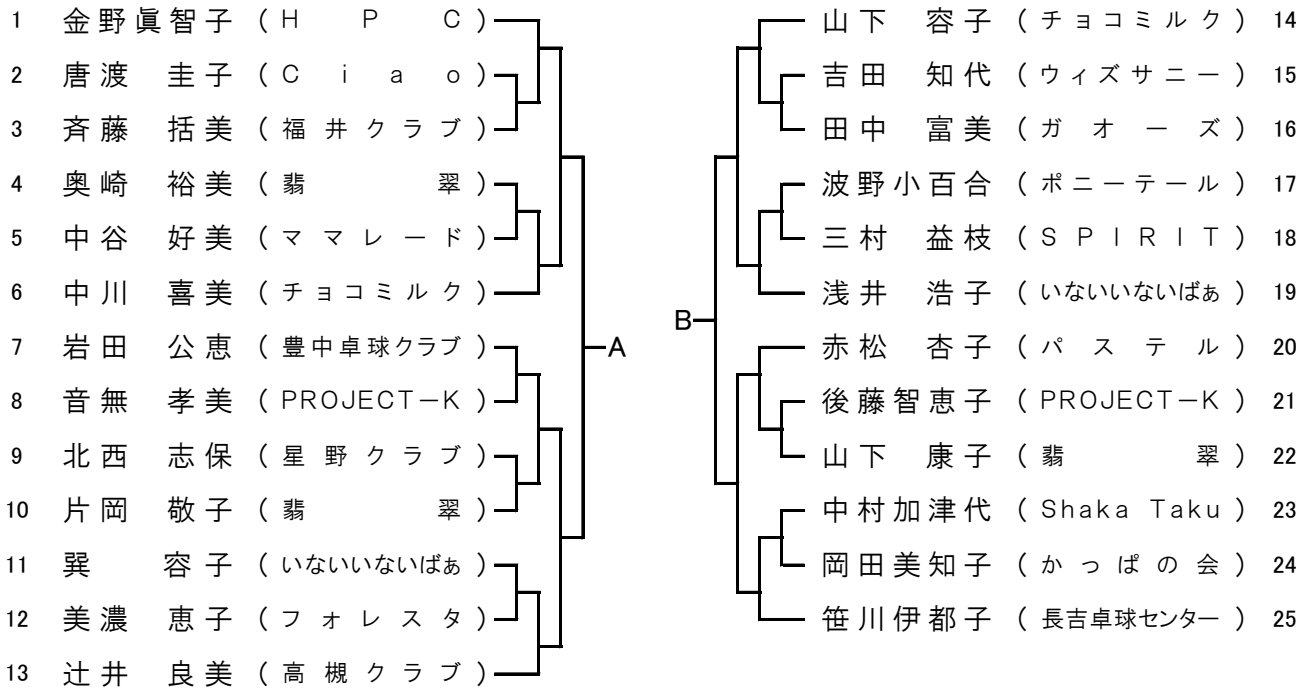 1 金野眞智子 (HPC)
2 唐渡 圭子 (Ciao)
3 斉藤 括美 (福井クラブ)
4 奥崎 裕美 (翡翠)
5 中谷 好美 (ママレード)
6 中川 喜美 (チョコミルク)
7 岩田 公恵 (豊中卓球クラブ)
8 音無 孝美 (PROJECT-K)
9 北西 志保 (星野クラブ)
10 片岡 敬子 (翡翠)
11 巽 容子 (いないいないばぁ)
12 美濃 恵子 (フォレスタ)
13 辻井 良美 (高槻クラブ)
A
B
山下 容子 (チョコミルク) 14
吉田 知代 (ウィズサニー) 15
田中 富美 (ガオーズ) 16
波野小百合 (ポニーテール) 17
三村 益枝 (SPIRIT) 18
浅井 浩子 (いないいないばぁ) 19
赤松 杏子 (パステル) 20
後藤智恵子 (PROJECT-K) 21
山下 康子 (翡翠) 22
中村加津代 (Shaka Taku) 23
岡田美知子 (かっぱの会) 24
笹川伊都子 (長吉卓球センター) 25